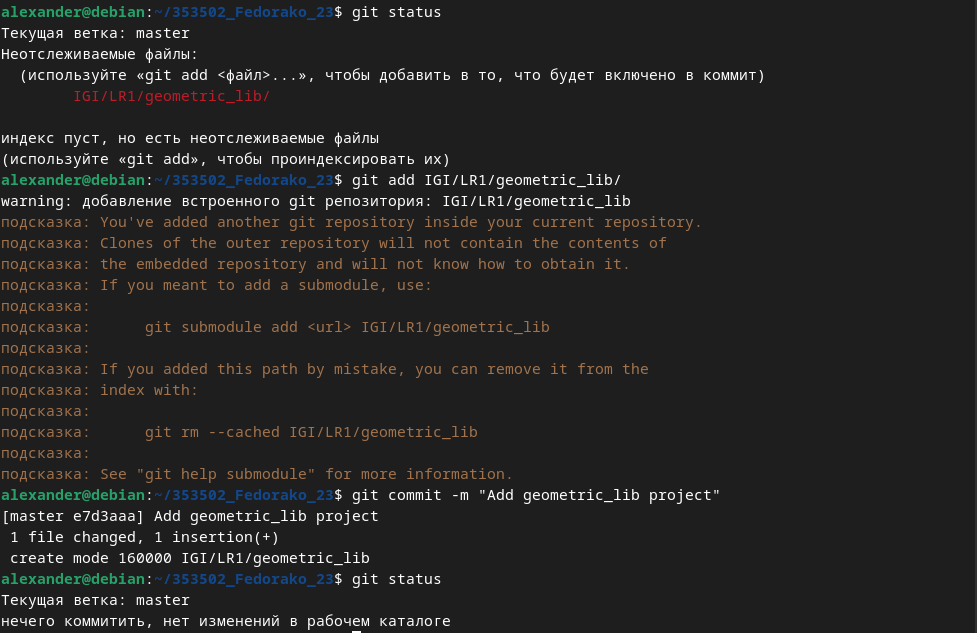 alexander@debian:~/353502_Fedorako_23$ git status
Текущая ветка: master
Неотслеживаемые файлы:
  (используйте «git add <файл>...», чтобы добавить в то, что будет включено в коммит)
        IGI/LR1/geometric_lib/

индекс пуст, но есть неотслеживаемые файлы
(используйте «git add», чтобы проиндексировать их)
alexander@debian:~/353502_Fedorako_23$ git add IGI/LR1/geometric_lib/
warning: добавление встроенного git репозитория: IGI/LR1/geometric_lib
подсказка: You've added another git repository inside your current repository.
подсказка: Clones of the outer repository will not contain the contents of
подсказка: the embedded repository and will not know how to obtain it.
подсказка: If you meant to add a submodule, use:
подсказка:
подсказка:      git submodule add <url> IGI/LR1/geometric_lib
подсказка:
подсказка: If you added this path by mistake, you can remove it from the
подсказка: index with:
подсказка:
подсказка:      git rm --cached IGI/LR1/geometric_lib
подсказка:
подсказка: See "git help submodule" for more information.
alexander@debian:~/353502_Fedorako_23$ git commit -m "Add geometric_lib project"
[master e7d3aaa] Add geometric_lib project
 1 file changed, 1 insertion(+)
 create mode 160000 IGI/LR1/geometric_lib
alexander@debian:~/353502_Fedorako_23$ git status
Текущая ветка: master
нечего коммитить, нет изменений в рабочем каталоге